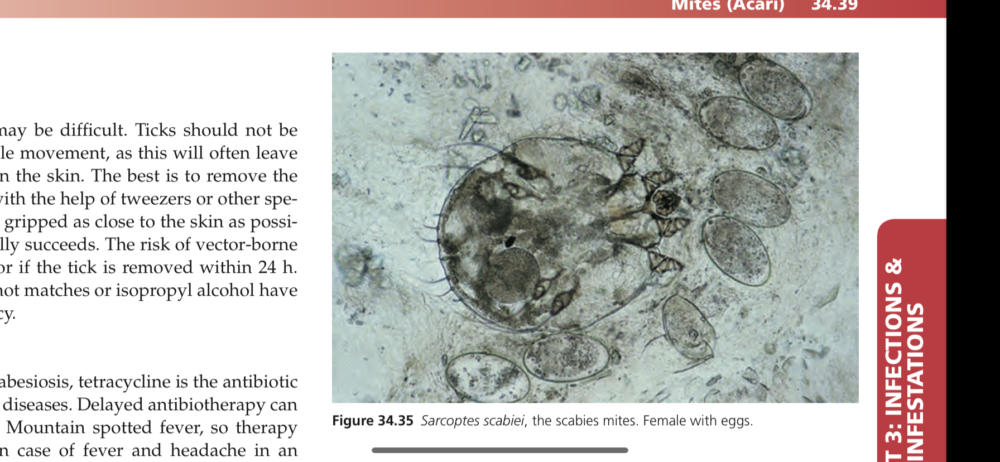 Mites (Acari) 34.39
may be difficult. Ticks should not be
le movement, as this will often leave
n the skin. The best is to remove the
with the help of tweezers or other spe-
gripped as close to the skin as possi-
lly succeeds. The risk of vector-borne
or if the tick is removed within 24 h.
not matches or isopropyl alcohol have
cy.
abesiosis, tetracycline is the antibiotic
diseases. Delayed antibiotherapy can
Mountain spotted fever, so therapy
n case of fever and headache in an
Figure 34.35 Sarcoptes scabiei, the scabies mites. Female with eggs.
T 3: INFECTIONS &
INFESTATIONS